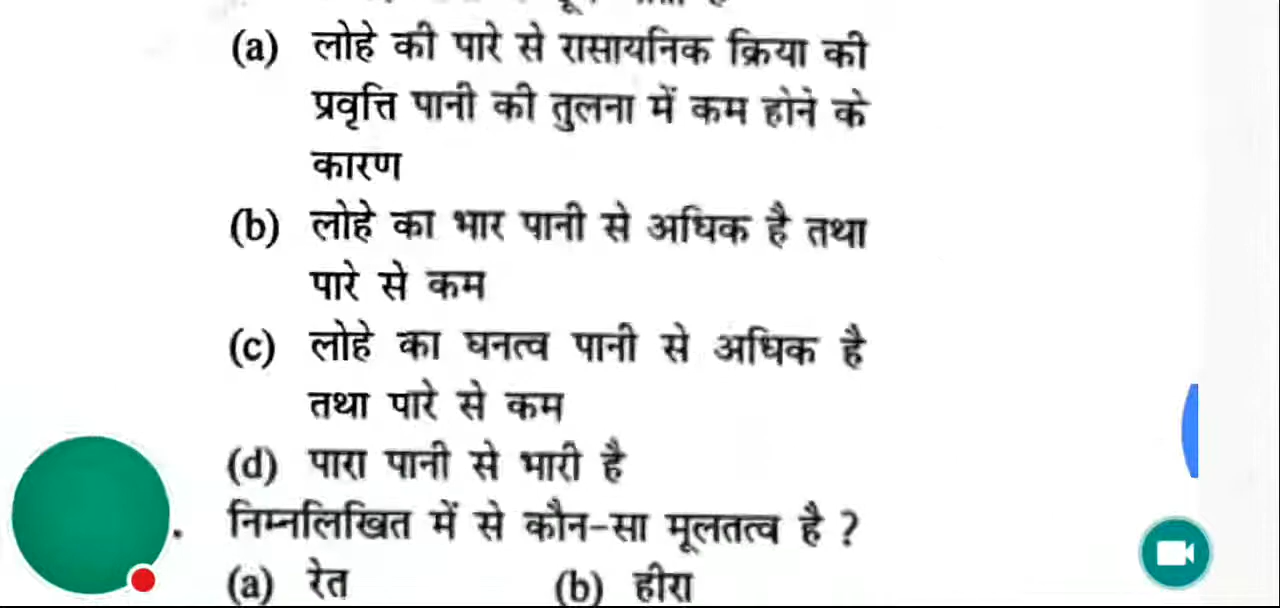 (a) लोहे की पारे से रासायनिक क्रिया की
प्रवृत्ति पानी की तुलना में कम होने के
कारण
(b) लोहे का भार पानी से अधिक है तथा
पारे से कम
(c) लोहे का घनत्व पानी से अधिक है
तथा पारे से कम
(d) पारा पानी से भारी है
. निम्नलिखित में से कौन-सा मूलतत्व है ?
(a) रेत (b) हीरा